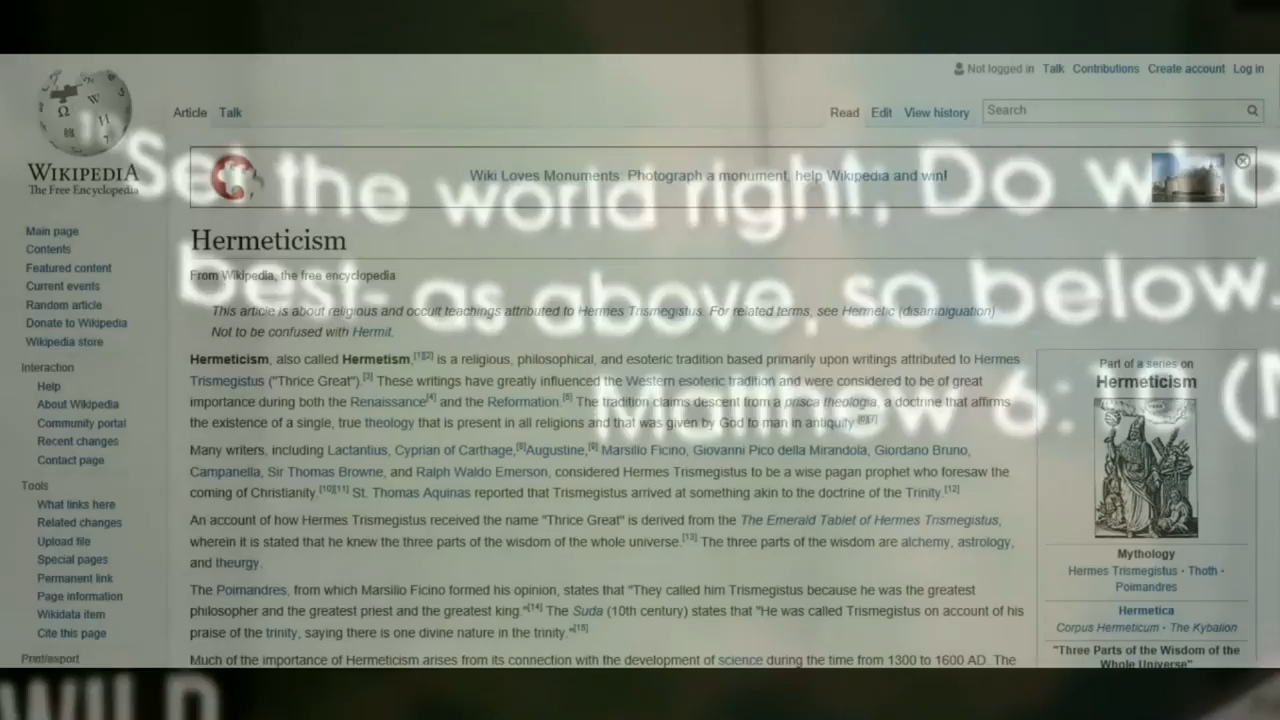 Not logged in Talk Contributions Create account Log in
Article Talk
Read Edit View history Search
WIKIPEDIA
The Free Encyclopedia
Set the world right; Do
Wiki Loves Monuments: Photograph a monument, help Wikipedia and win!
best- as above, so below.
Matthew 6:
Main page
Contents
Featured content
Current events
Random article
Donate to Wikipedia
Wikipedia store
Interaction
Help
About Wikipedia
Community portal
Recent changes
Contact page
Tools
What links here
Related changes
Upload file
Special pages
Permanent link
Page information
Wikidata item
Cite this page
Print/export
Hermeticism
From Wikipedia, the free encyclopedia
This article is about religious and occult teachings attributed to Hermes Trismegistus. For related terms, see Hermetic (disambiguation)
Not to be confused with Hermit.
Hermeticism, also called Hermetism,[1][2] is a religious, philosophical, and esoteric tradition based primarily upon writings attributed to Hermes
Trismegistus ("Thrice Great").[3] These writings have greatly influenced the Western esoteric tradition and were considered to be of great
importance during both the Renaissance[4] and the Reformation.[5] The tradition claims descent from a prisca theologia, a doctrine that affirms
the existence of a single, true theology that is present in all religions and that was given by God to man in antiquity.[6][7]
Many writers, including Lactantius, Cyprian of Carthage,[8] Augustine,[9] Marsilio Ficino, Giovanni Pico della Mirandola, Giordano Bruno,
Campanella, Sir Thomas Browne, and Ralph Waldo Emerson, considered Hermes Trismegistus to be a wise pagan prophet who foresaw the
coming of Christianity.[10][11] St. Thomas Aquinas reported that Trismegistus arrived at something akin to the doctrine of the Trinity.[12]
An account of how Hermes Trismegistus received the name "Thrice Great" is derived from the The Emerald Tablet of Hermes Trismegistus,
wherein it is stated that he knew the three parts of the wisdom of the whole universe.[13] The three parts of the wisdom are alchemy, astrology,
and theurgy.
The Poimandres, from which Marsilio Ficino formed his opinion, states that "They called him Trismegistus because he was the greatest
philosopher and the greatest priest and the greatest king."[14] The Suda (10th century) states that "He was called Trismegistus on account of his
praise of the trinity, saying there is one divine nature in the trinity."[15]
Much of the importance of Hermeticism arises from its connection with the development of science during the time from 1300 to 1600 AD. The
Part of a series on
Hermeticism
Mythology
Hermes Trismegistus · Thoth ·
Poimandres
Hermetica
Corpus Hermeticum · The Kybalion
"Three Parts of the Wisdom of the
Whole Universe"
WILD